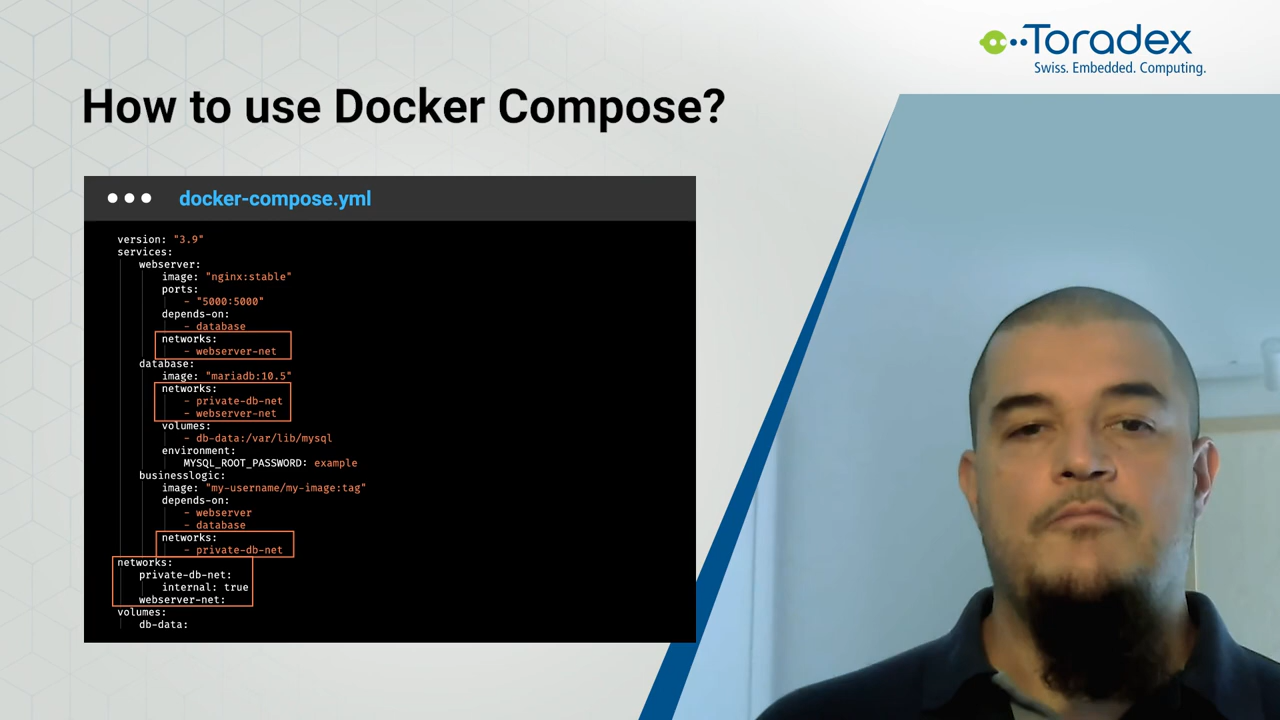 Toradex
Swiss. Embedded. Computing.
How to use Docker Compose?
docker-compose.yml
version: "3.9"
services:
webserver:
image: "nginx:stable"
ports:
- "5000:5000"
depends-on:
- database
networks:
- webserver-net
database:
image: "mariadb:10.5"
networks:
- private-db-net
- webserver-net
volumes:
- db-data:/var/lib/mysql
environment:
MYSQL_ROOT_PASSWORD: example
businesslogic:
image: "my-username/my-image:tag"
depends-on:
- webserver
- database
networks:
- private-db-net
networks:
private-db-net:
internal: true
webserver-net:
volumes:
db-data: